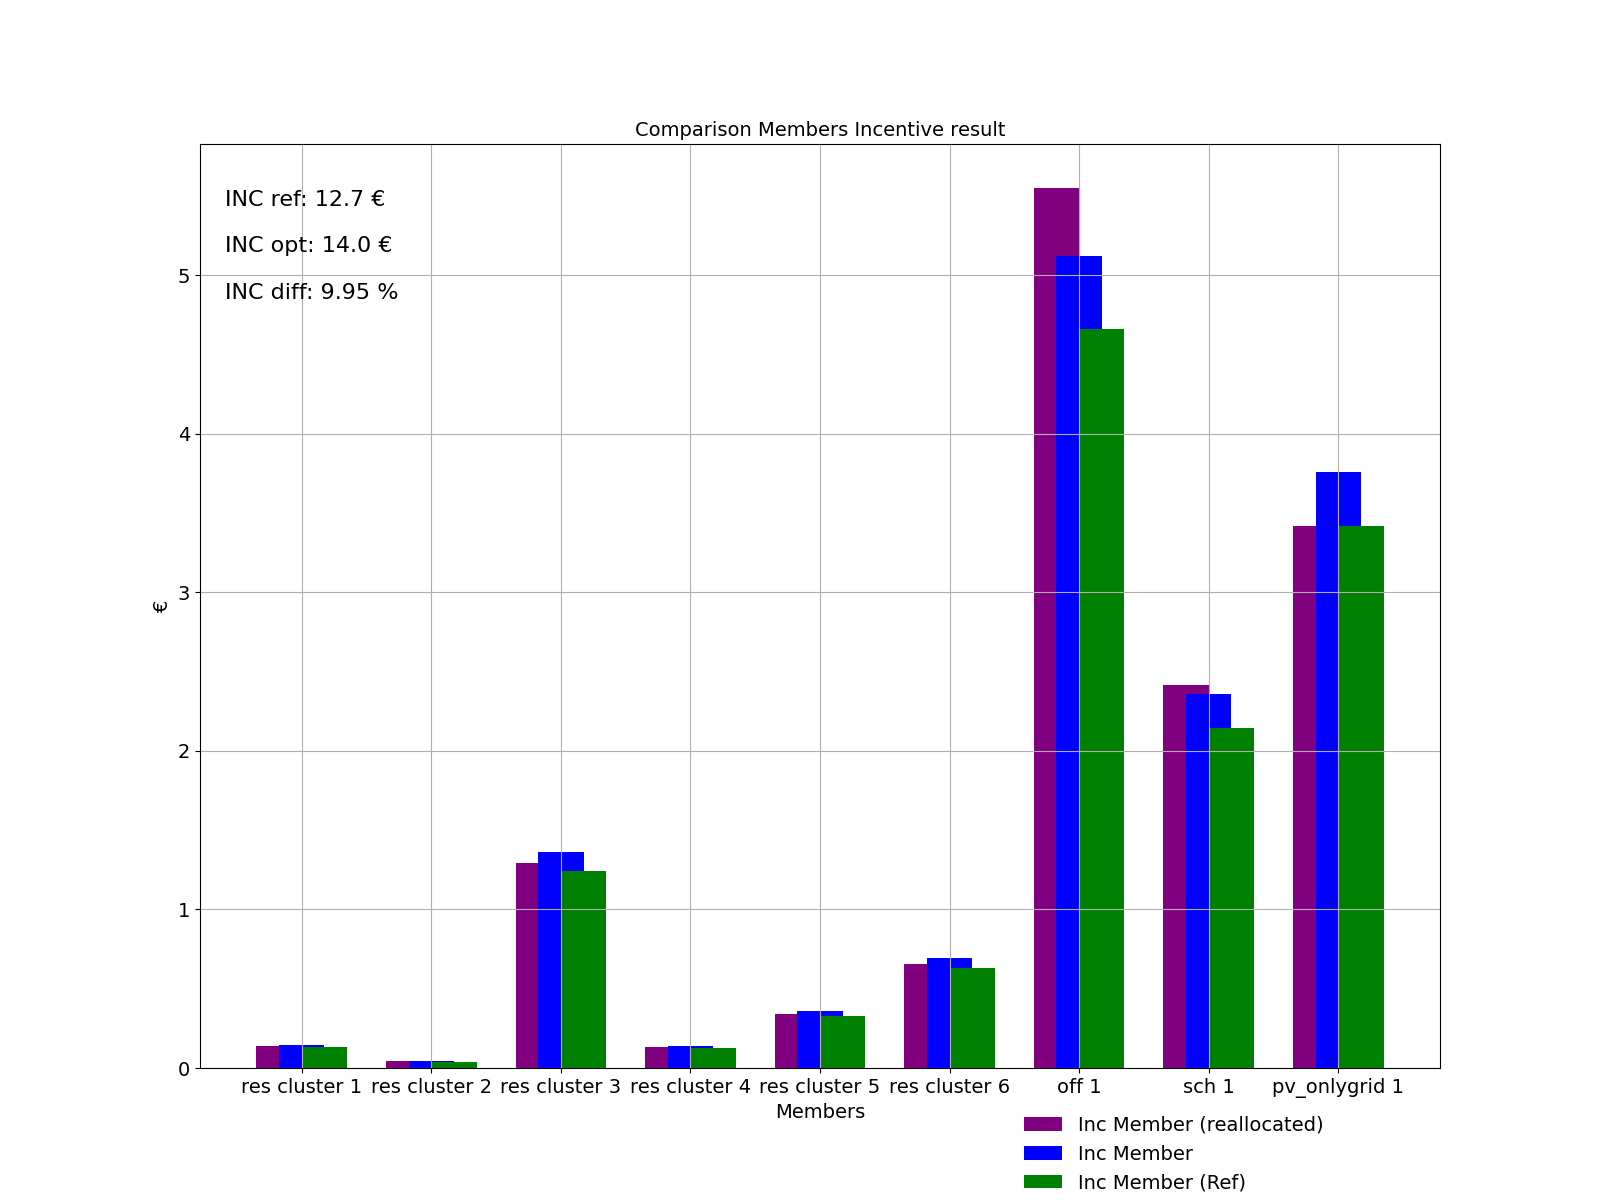 Comparison Members Incentive result
INC ref: 12.7 €
INC opt: 14.0 €
INC diff: 9.95 %
5
4
3
2
1
0
€
res cluster 1 res cluster 2 res cluster 3 res cluster 4 res cluster 5 res cluster 6 off 1 sch 1 pv_onlygrid 1
Members
Inc Member (reallocated)
Inc Member
Inc Member (Ref)